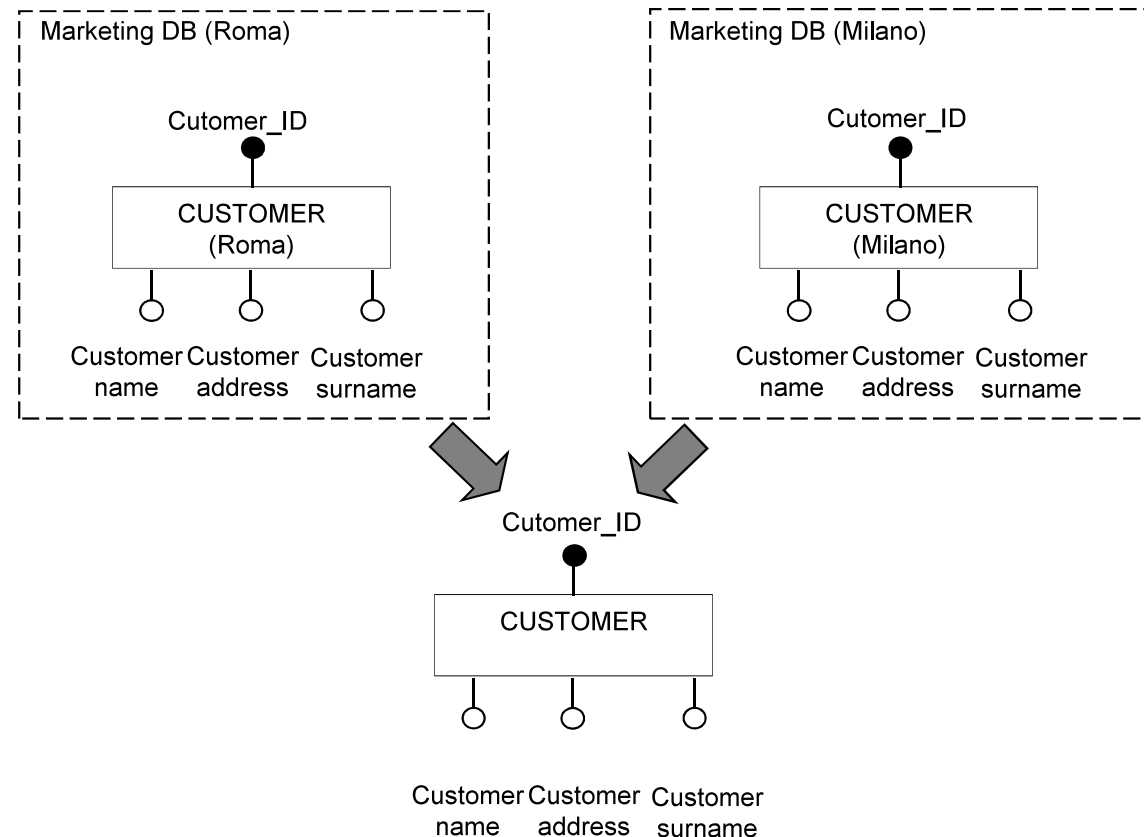 Marketing DB (Roma)
Cutomer_ID
CUSTOMER
(Roma)
Customer Customer Customer
name address surname
Marketing DB (Milano)
Cutomer_ID
CUSTOMER
(Milano)
Customer Customer Customer
name address surname
Cutomer_ID
CUSTOMER
Customer Customer Customer
name address surname